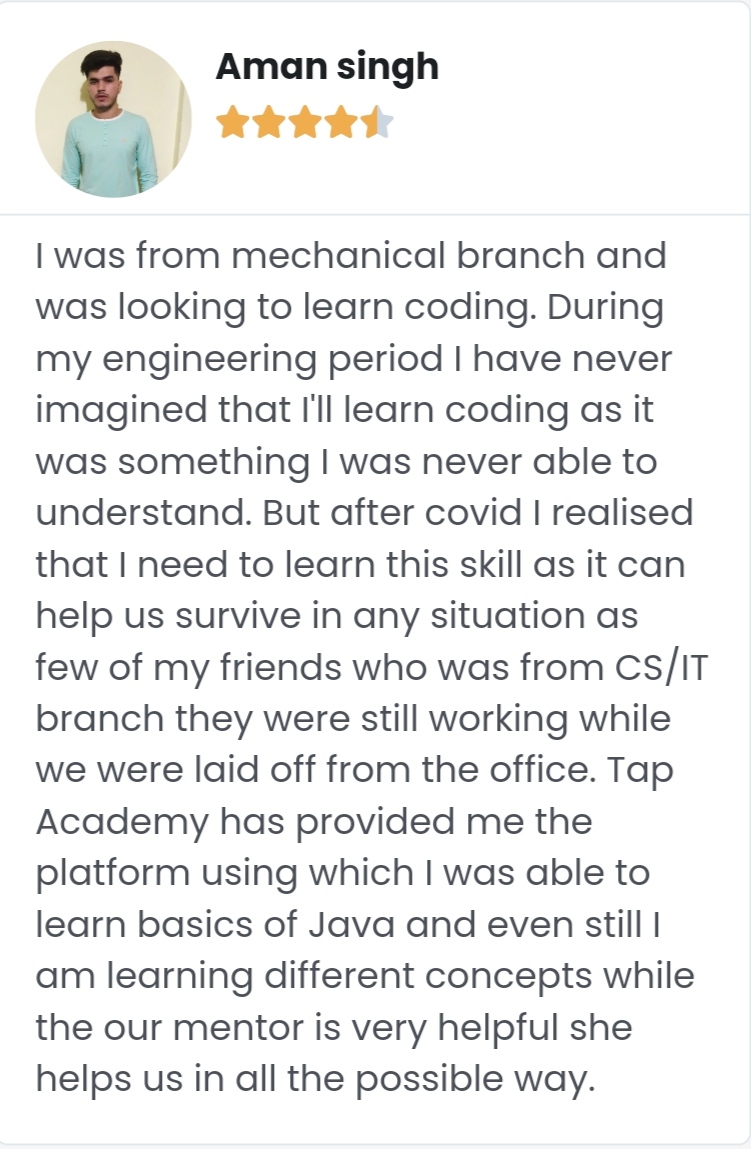 Aman singh
I was from mechanical branch and
was looking to learn coding. During
my engineering period I have never
imagined that I'll learn coding as it
was something I was never able to
understand. But after covid I realised
that I need to learn this skill as it can
help us survive in any situation as
few of my friends who was from CS/IT
branch they were still working while
we were laid off from the office. Tap
Academy has provided me the
platform using which I was able to
learn basics of Java and even still I
am learning different concepts while
the our mentor is very helpful she
helps us in all the possible way.